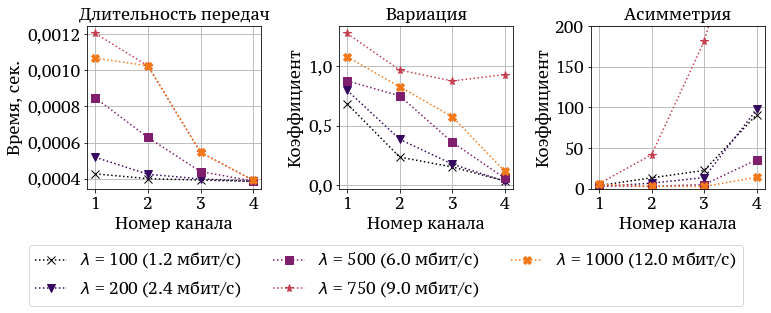 Длительность передач
Время, сек.
0,0012
0,0010
0,0008
0,0006
0,0004
1 2 3 4
Номер канала
Вариация
Коэффициент
1,0
0,5
0,0
1 2 3 4
Номер канала
Асимметрия
Коэффициент
200
150
100
50
0
1 2 3 4
Номер канала
λ = 100 (1.2 мбит/с)
λ = 200 (2.4 мбит/с)
λ = 500 (6.0 мбит/с)
λ = 750 (9.0 мбит/с)
λ = 1000 (12.0 мбит/с)